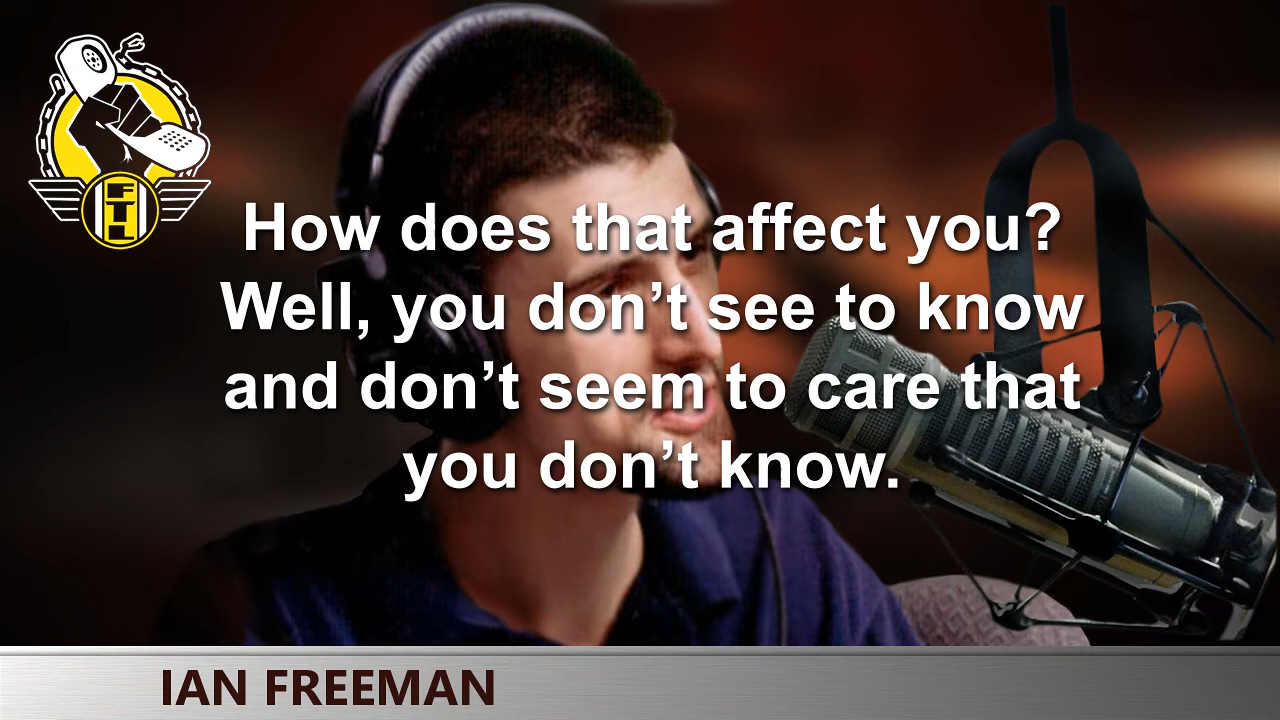 FTL
How does that affect you?
Well, you don’t see to know
and don’t seem to care that
you don’t know.
IAN FREEMAN